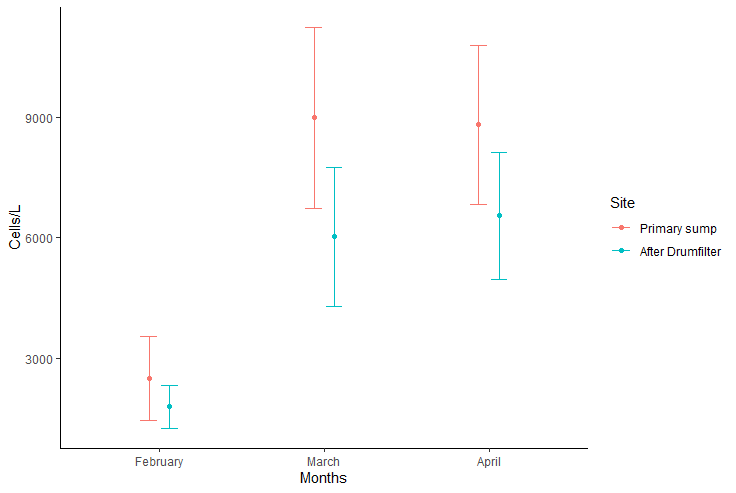 Cells/L
9000
6000
3000
February
March
April
Months
Site
Primary sump
After Drumfilter